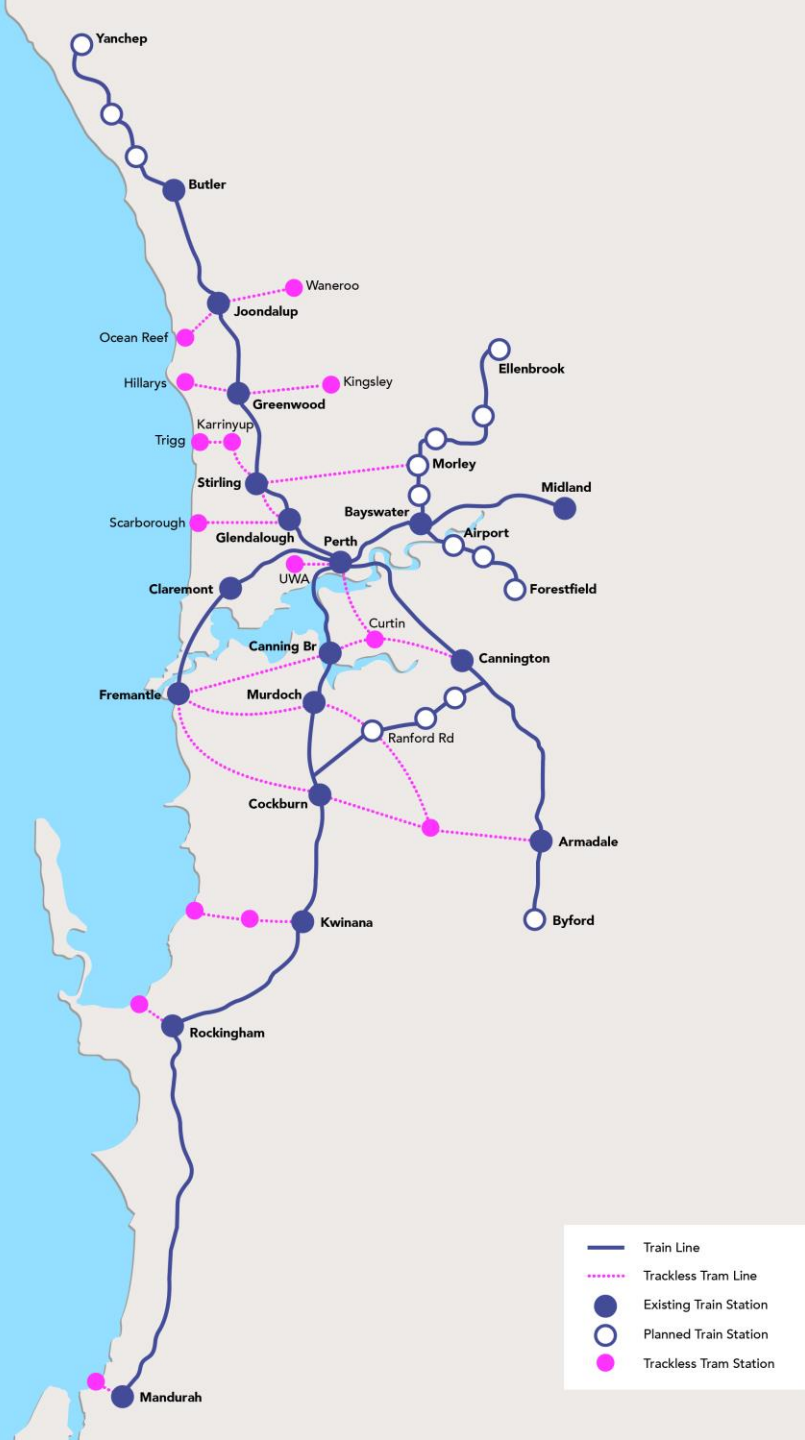 Yanchep
Butler
Waneroo
Joondalup
Ocean Reef
Ellenbrook
Hillarys
Kingsley
Greenwood
Karrinyup
Trigg
Morley
Stirling
Midland
Bayswater
Scarborough
Glendalough
Perth
Airport
UWA
Claremont
Forestfield
Curtin
Canning Br
Cannington
Fremantle
Murdoch
Ranford Rd
Cockburn
Armadale
Kwinana
Byford
Rockingham
Train Line
Trackless Tram Line
Existing Train Station
Planned Train Station
Trackless Tram Station
Mandurah